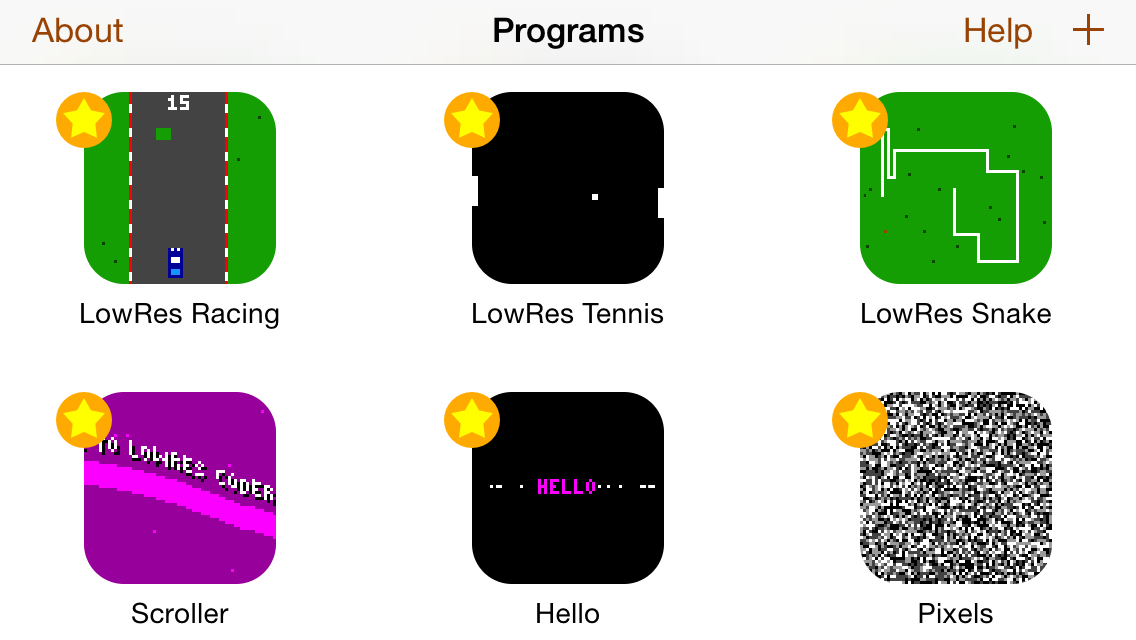 About Programs Help +
15
LowRes Racing LowRes Tennis LowRes Snake
TO LOWRES CODER
HELLO
Scroller Hello Pixels